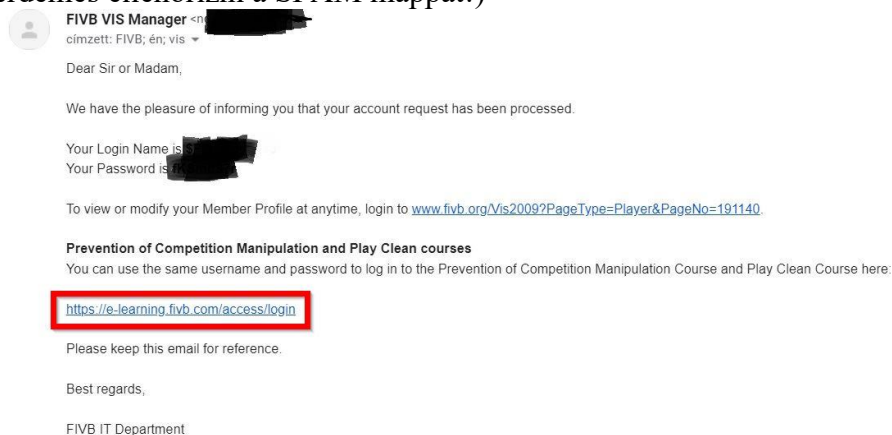 a SPAM mappát!)
FIVB VIS Manager
címzett: FIVB; én; vis
Dear Sir or Madam,
We have the pleasure of informing you that your account request has been processed.
Your Login Name is
Your Password is
To view or modify your Member Profile at anytime, login to www.fivb.org/Vis2009?PageType=Player&PageNo=191140.
Prevention of Competition Manipulation and Play Clean courses
You can use the same username and password to log in to the Prevention of Competition Manipulation Course and Play Clean Course here:
https://e-learning.fivb.com/access/login
Please keep this email for reference.
Best regards,
FIVB IT Department